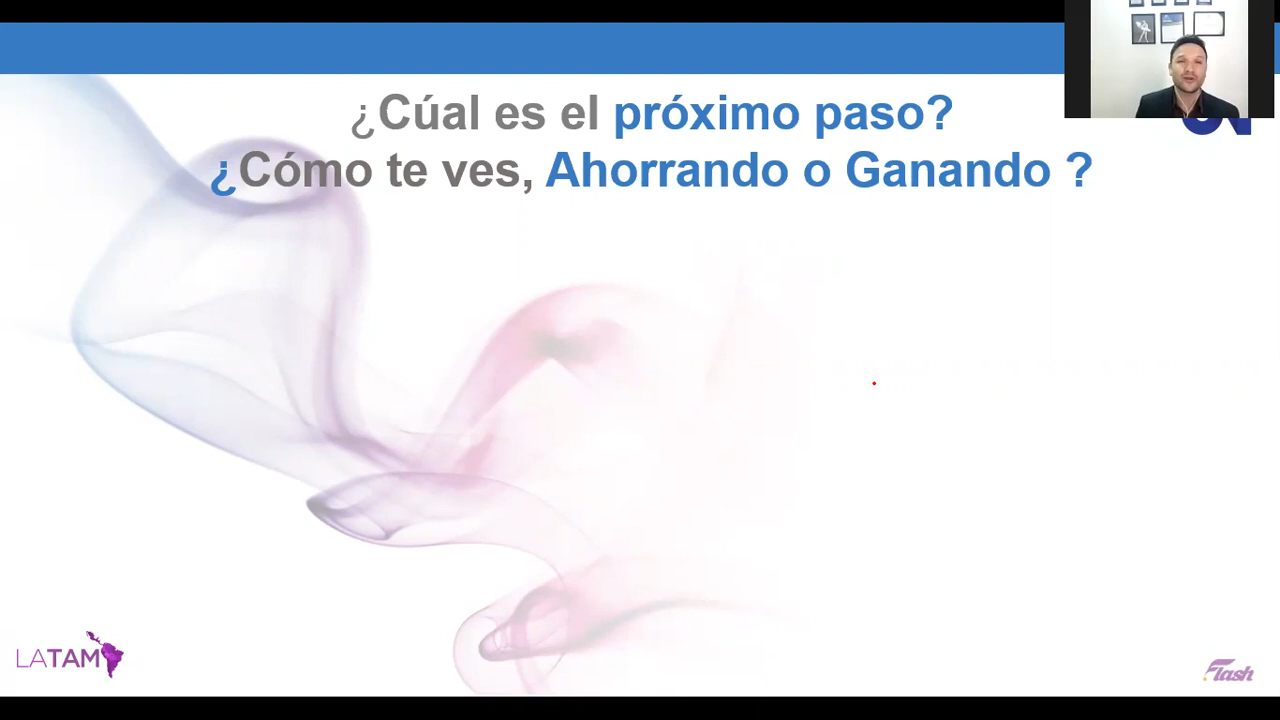 ¿Cúal es el próximo paso?
¿Cómo te ves, Ahorrando o Ganando ?
LATAM
Flash